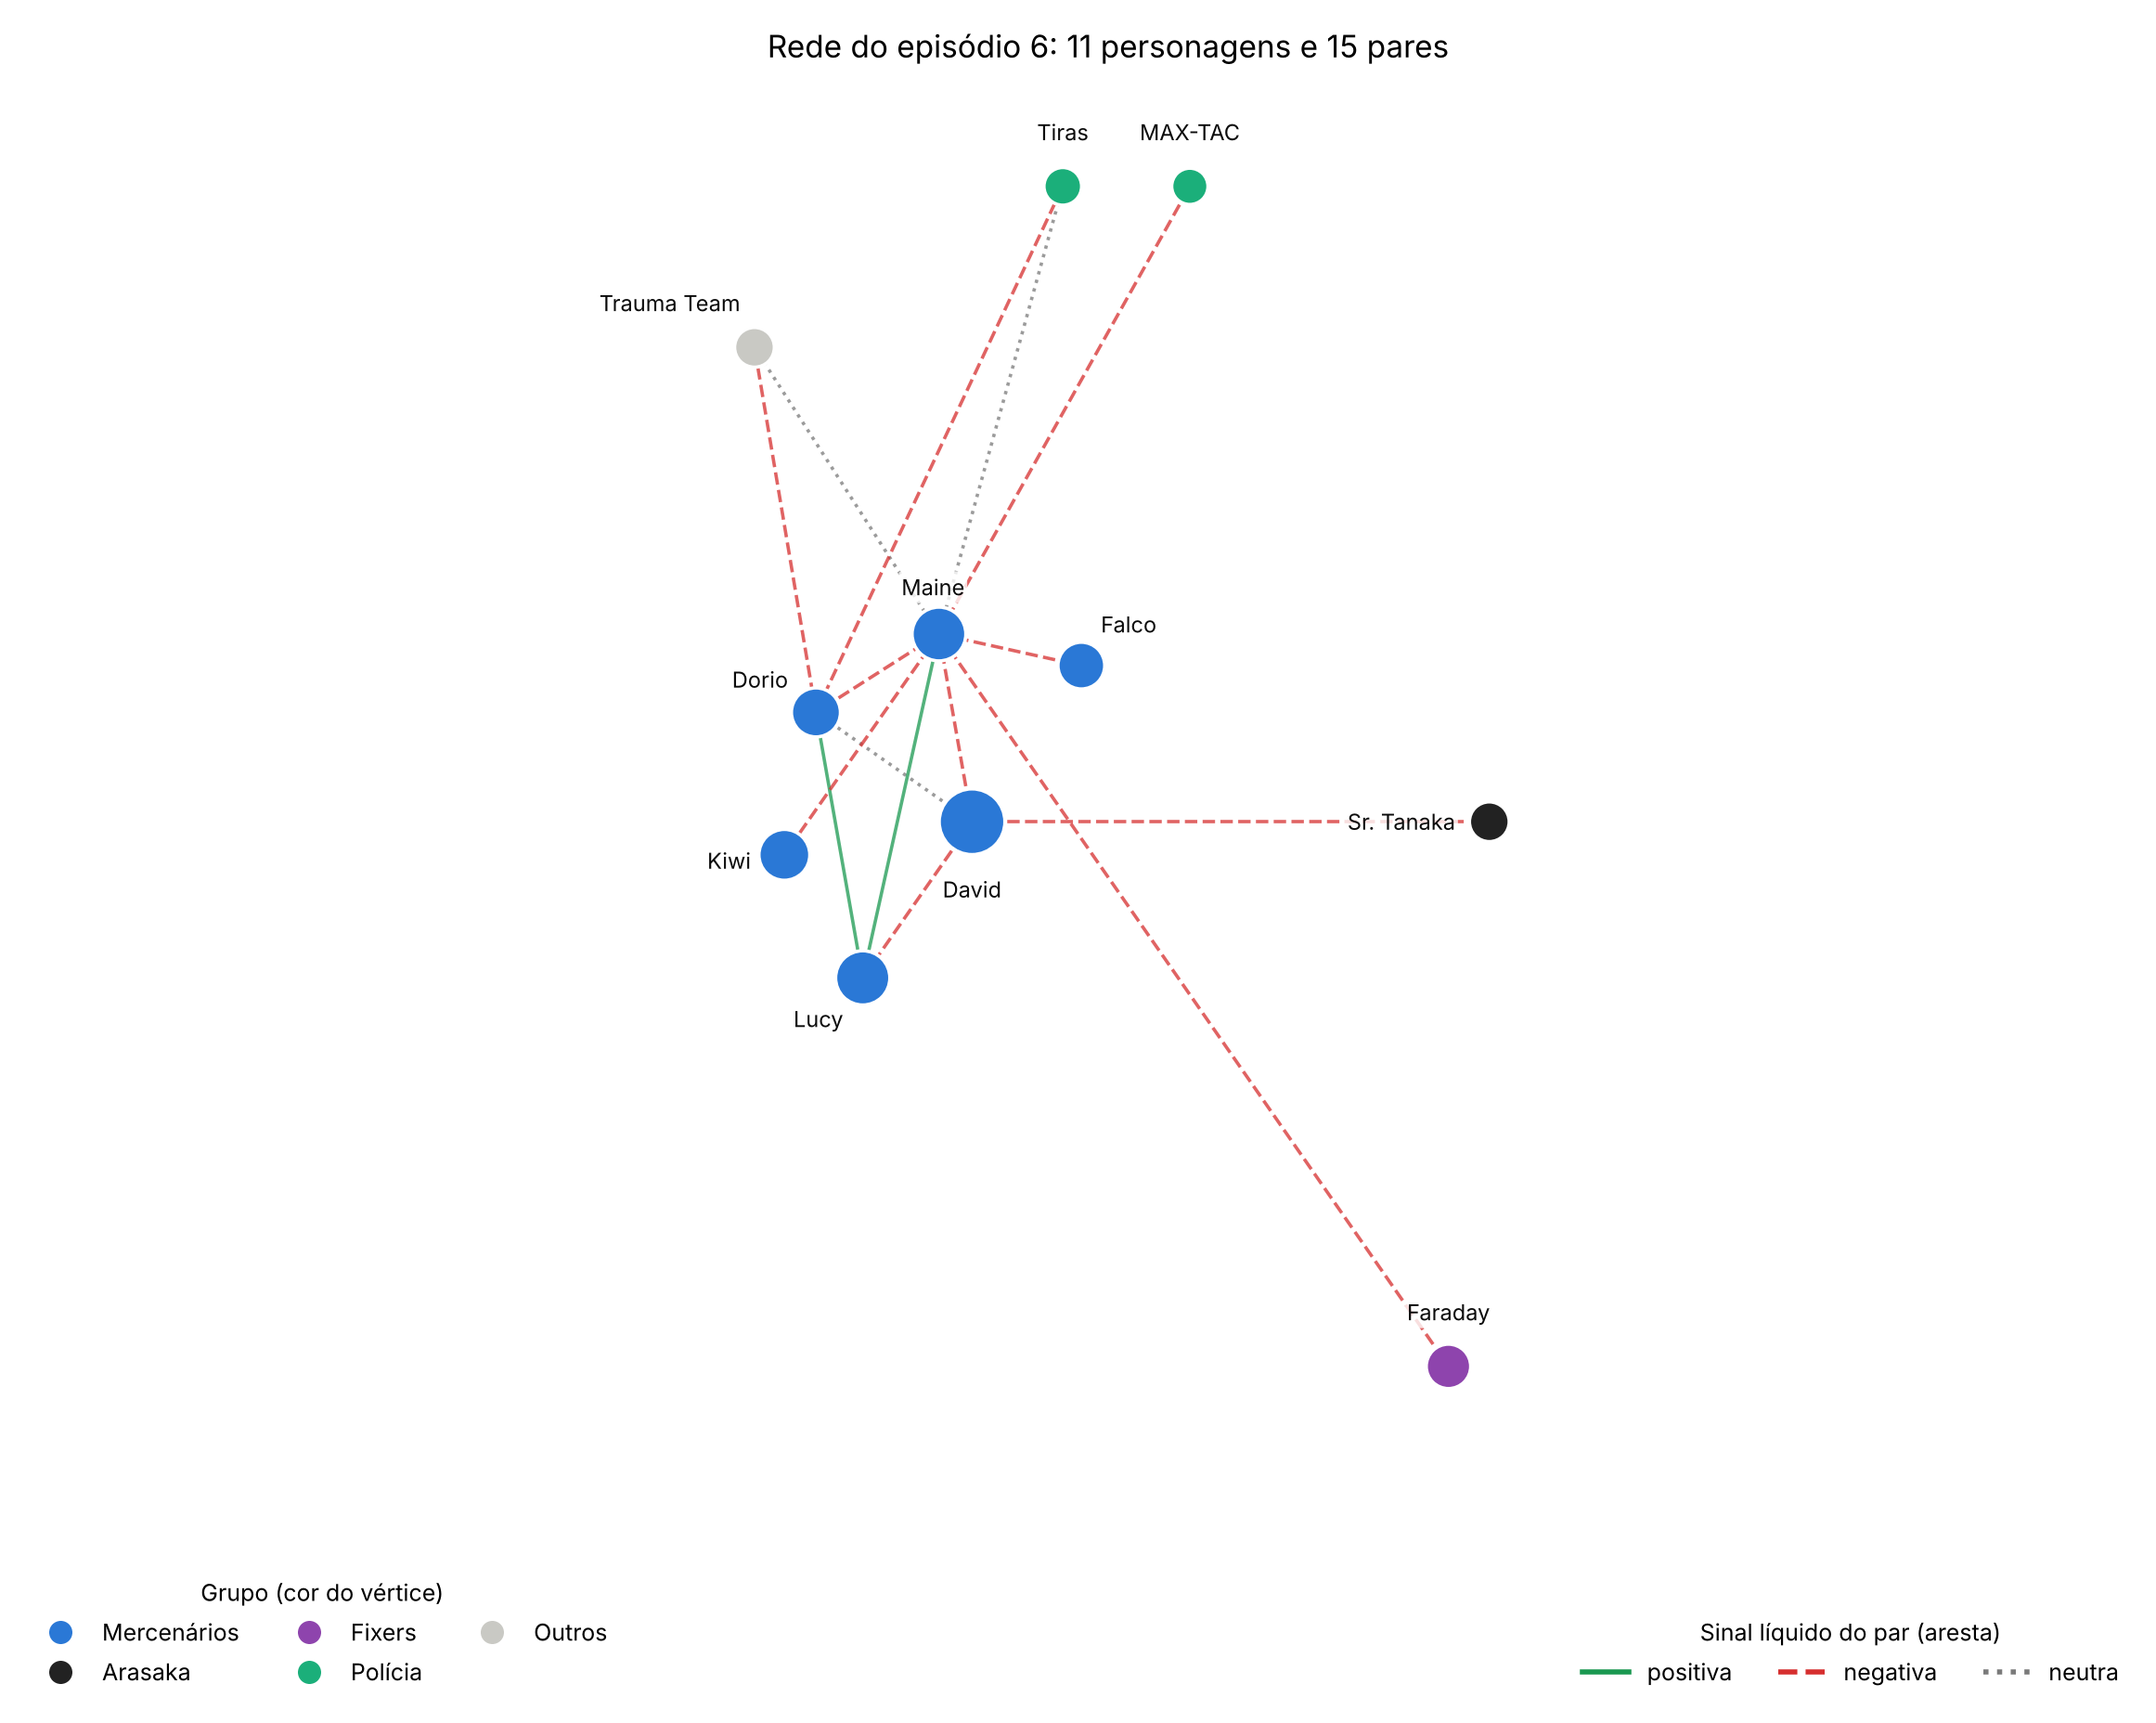 Rede do episódio 6: 11 personagens e 15 pares
Tiras
MAX-TAC
Trauma Team
Maine
Falco
Dorio
Sr. Tanaka
Kiwi
David
Lucy
Faraday
Grupo (cor do vértice)
Mercenários
Fixers
Outros
Arasaka
Polícia
Sinal líquido do par (aresta)
positiva
negativa
neutra